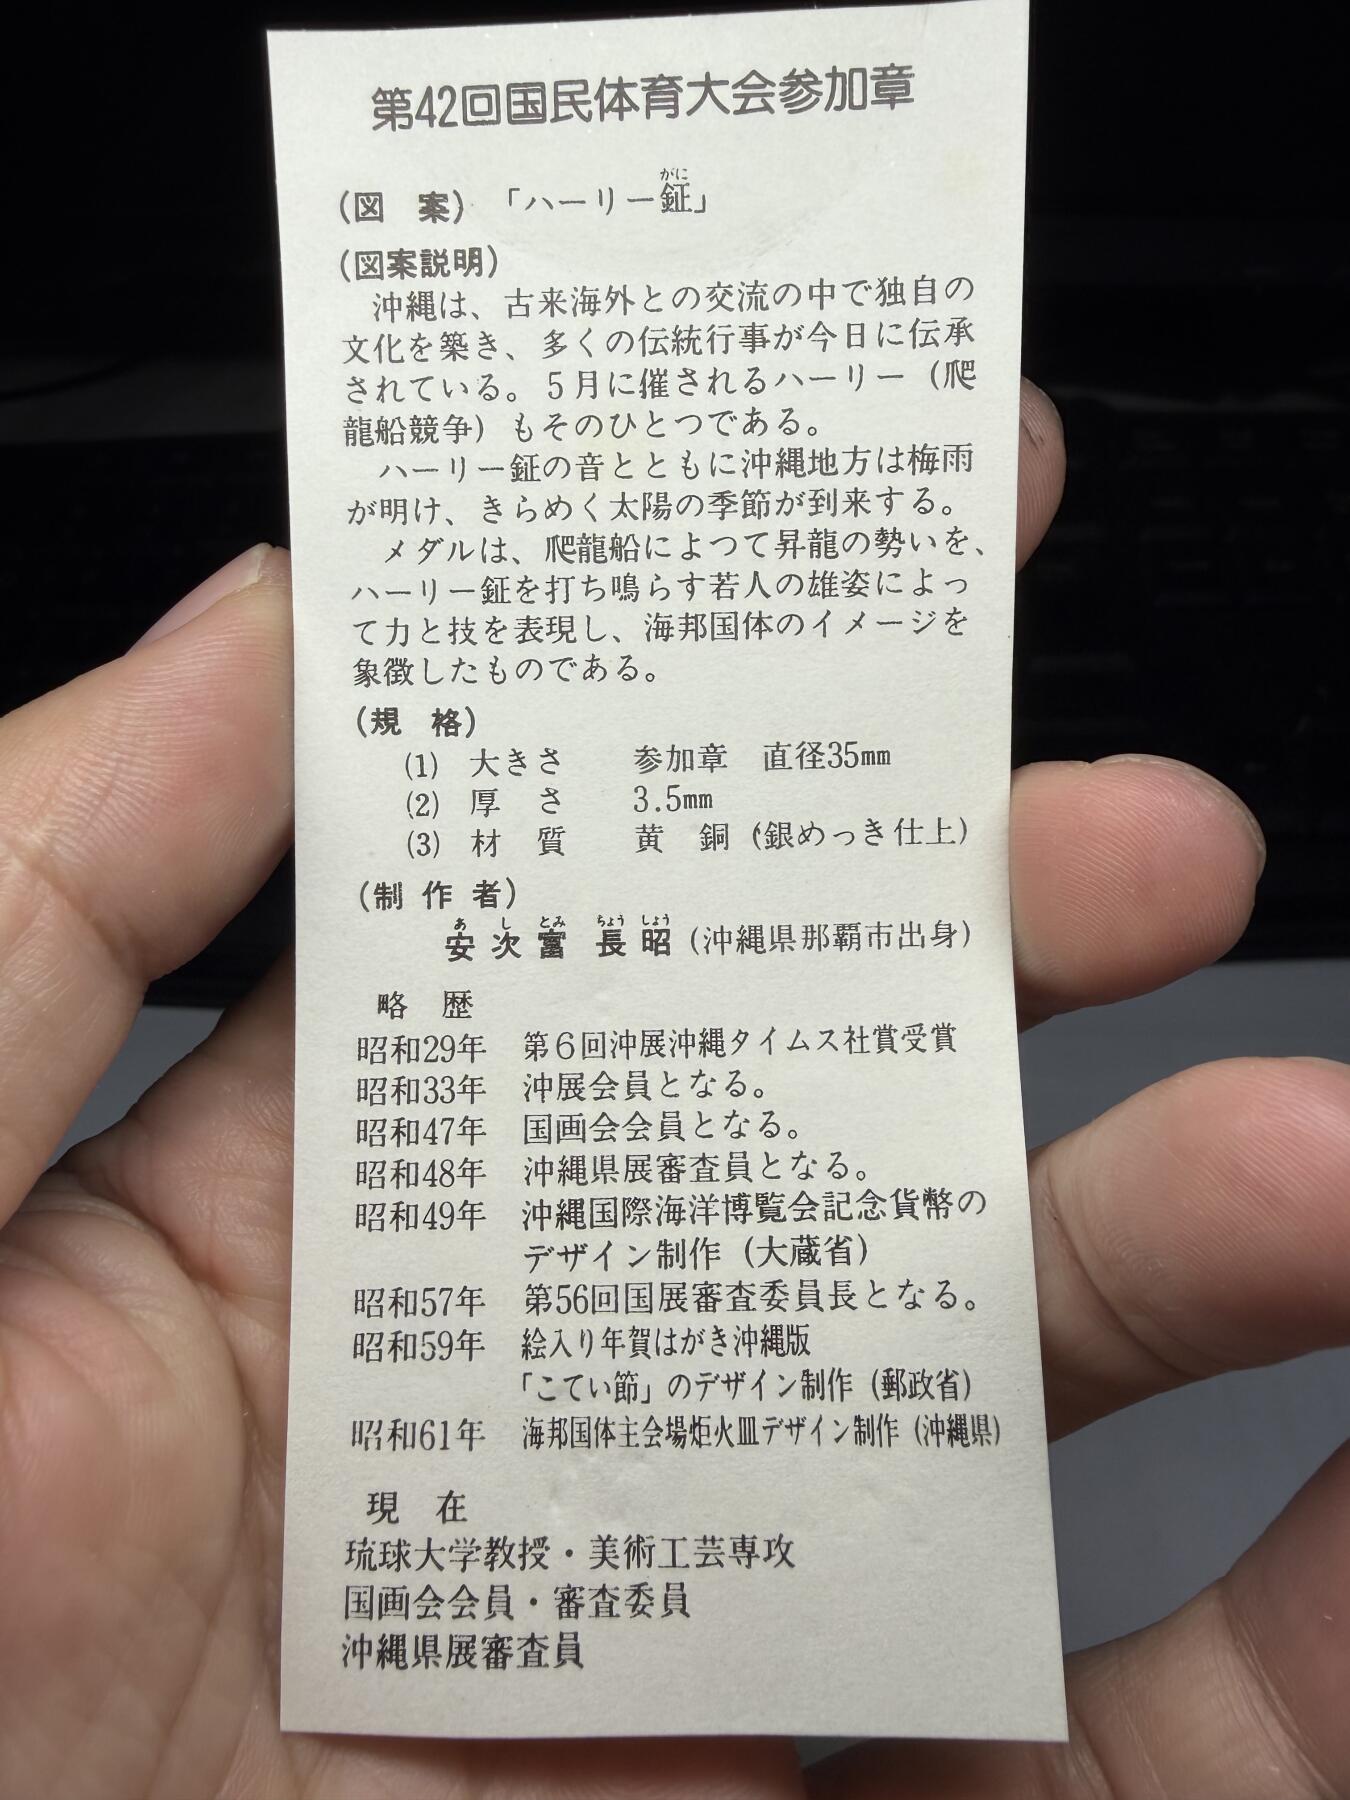 第42回国民体育大会参加章
(図　案)　「ハーリー鉦」
がに
(図案説明)
沖縄は、古来海外との交流の中で独自の
文化を築き、多くの伝統行事が今日に伝承
されている。5月に催されるハーリー（爬
龍船競争）もそのひとつである。
ハーリー鉦の音とともに沖縄地方は梅雨
が明け、きらめく太陽の季節が到来する。
メダルは、爬龍船によつて昇龍の勢いを、
ハーリー鉦を打ち鳴らす若人の雄姿によっ
て力と技を表現し、海邦国体のイメージを
象徴したものである。
(規　格)
(1)　大きさ　　参加章　直径35mm
(2)　厚　さ　　3.5mm
(3)　材　質　　黄　銅（銀めっき仕上）
(制作者)
あ し とみ ちょう しょう
安次富　長昭（沖縄県那覇市出身）
略　歴
昭和29年　第6回沖展沖縄タイムス社賞受賞
昭和33年　沖展会員となる。
昭和47年　国画会会員となる。
昭和48年　沖縄県展審査員となる。
昭和49年　沖縄国際海洋博覧会記念貨幣の
デザイン制作（大蔵省）
昭和57年　第56回国展審査委員長となる。
昭和59年　絵入り年賀はがき沖縄版
「こてい節」のデザイン制作（郵政省）
昭和61年　海邦国体主会場炬火皿デザイン制作（沖縄県）
現　在
琉球大学教授・美術工芸専攻
国画会会員・審査委員
沖縄県展審査員